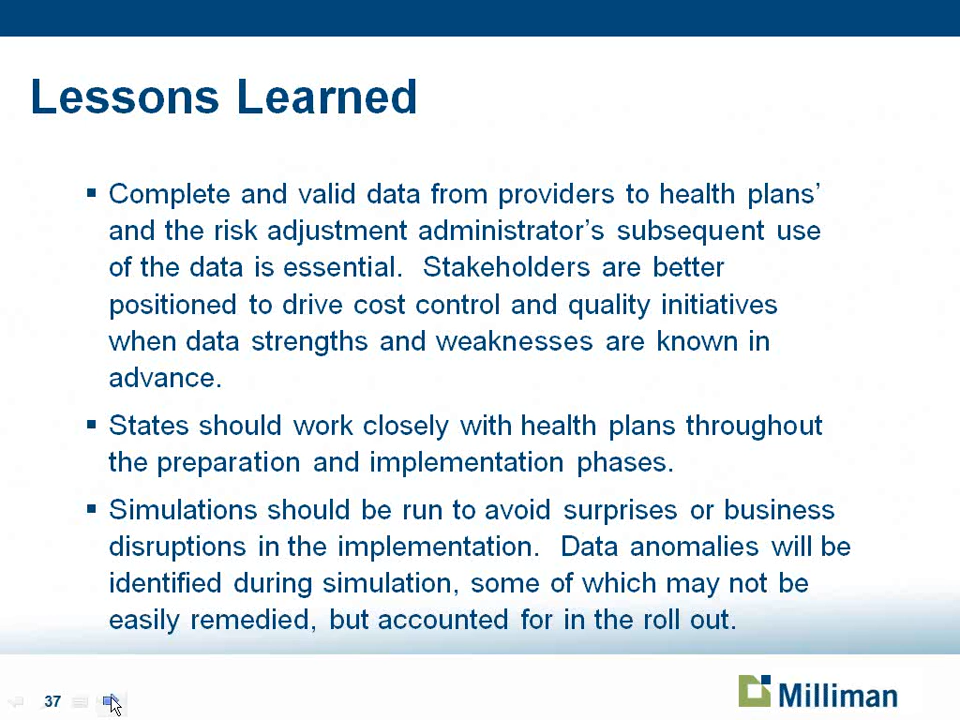 Lessons Learned
▪ Complete and valid data from providers to health plans’
and the risk adjustment administrator’s subsequent use
of the data is essential.  Stakeholders are better
positioned to drive cost control and quality initiatives
when data strengths and weaknesses are known in
advance.
▪ States should work closely with health plans throughout
the preparation and implementation phases.
▪ Simulations should be run to avoid surprises or business
disruptions in the implementation.  Data anomalies will be
identified during simulation, some of which may not be
easily remedied, but accounted for in the roll out.
37
Milliman